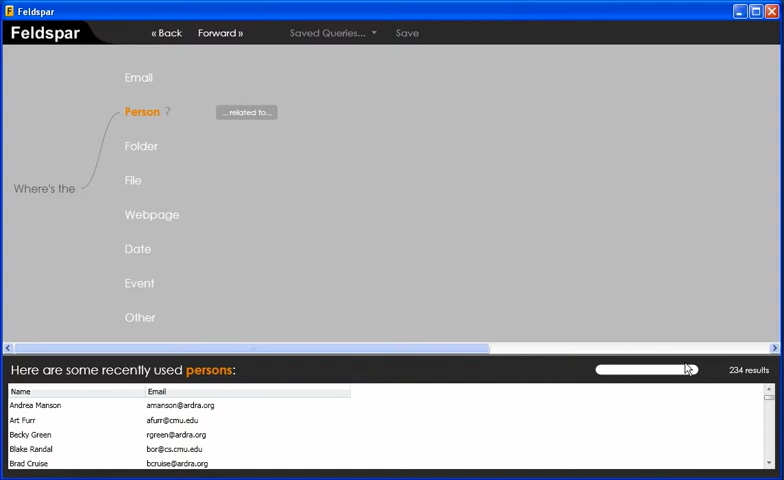 Feldspar
Feldspar « Back Forward » Saved Queries... Save
Email
Person ? ... related to...
Folder
File
Where's the
Webpage
Date
Event
Other
Here are some recently used persons: 234 results
Name Email
Andrea Manson amanson@ardra.org
Art Furr afurr@cmu.edu
Becky Green rgreen@ardra.org
Blake Randal bor@cs.cmu.edu
Brad Cruise bcruise@ardra.org